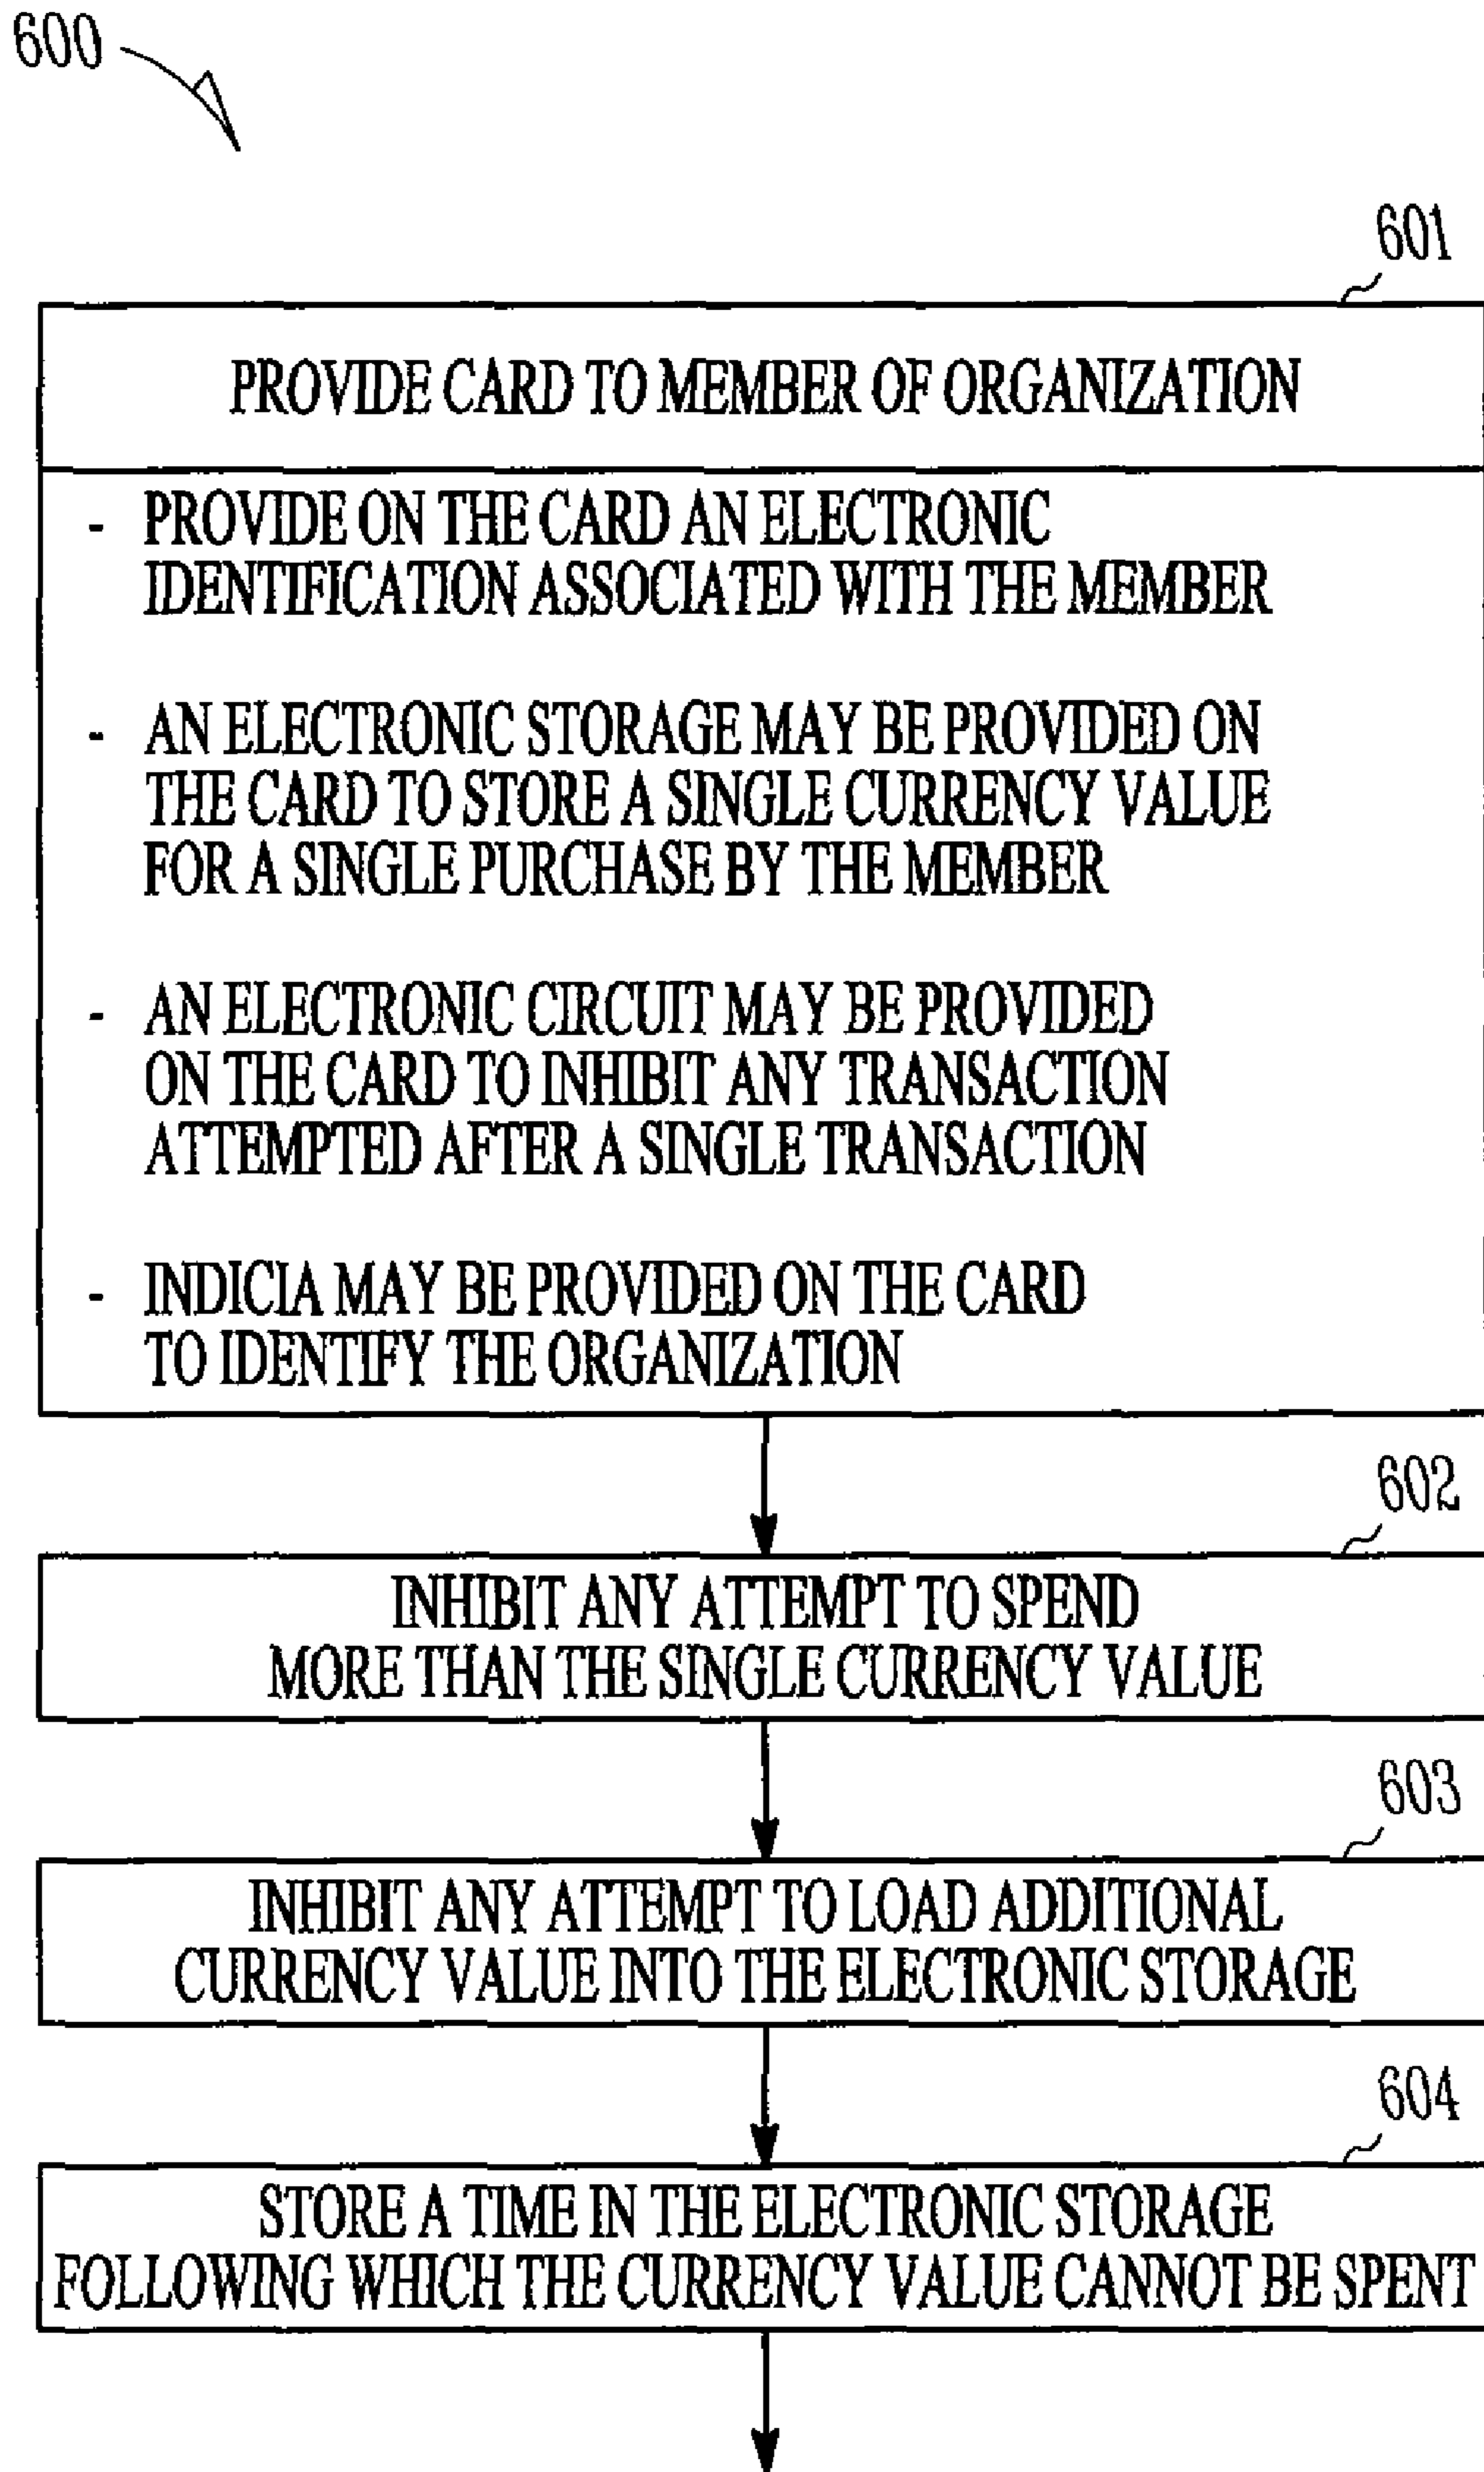 600
601
PROVIDE CARD TO MEMBER OF ORGANIZATION
- PROVIDE ON THE CARD AN ELECTRONIC
IDENTIFICATION ASSOCIATED WITH THE MEMBER
- AN ELECTRONIC STORAGE MAY BE PROVIDED ON
THE CARD TO STORE A SINGLE CURRENCY VALUE
FOR A SINGLE PURCHASE BY THE MEMBER
- AN ELECTRONIC CIRCUIT MAY BE PROVIDED
ON THE CARD TO INHIBIT ANY TRANSACTION
ATTEMPTED AFTER A SINGLE TRANSACTION
- INDICIA MAY BE PROVIDED ON THE CARD
TO IDENTIFY THE ORGANIZATION
602
INHIBIT ANY ATTEMPT TO SPEND
MORE THAN THE SINGLE CURRENCY VALUE
603
INHIBIT ANY ATTEMPT TO LOAD ADDITIONAL
CURRENCY VALUE INTO THE ELECTRONIC STORAGE
604
STORE A TIME IN THE ELECTRONIC STORAGE
FOLLOWING WHICH THE CURRENCY VALUE CANNOT BE SPENT